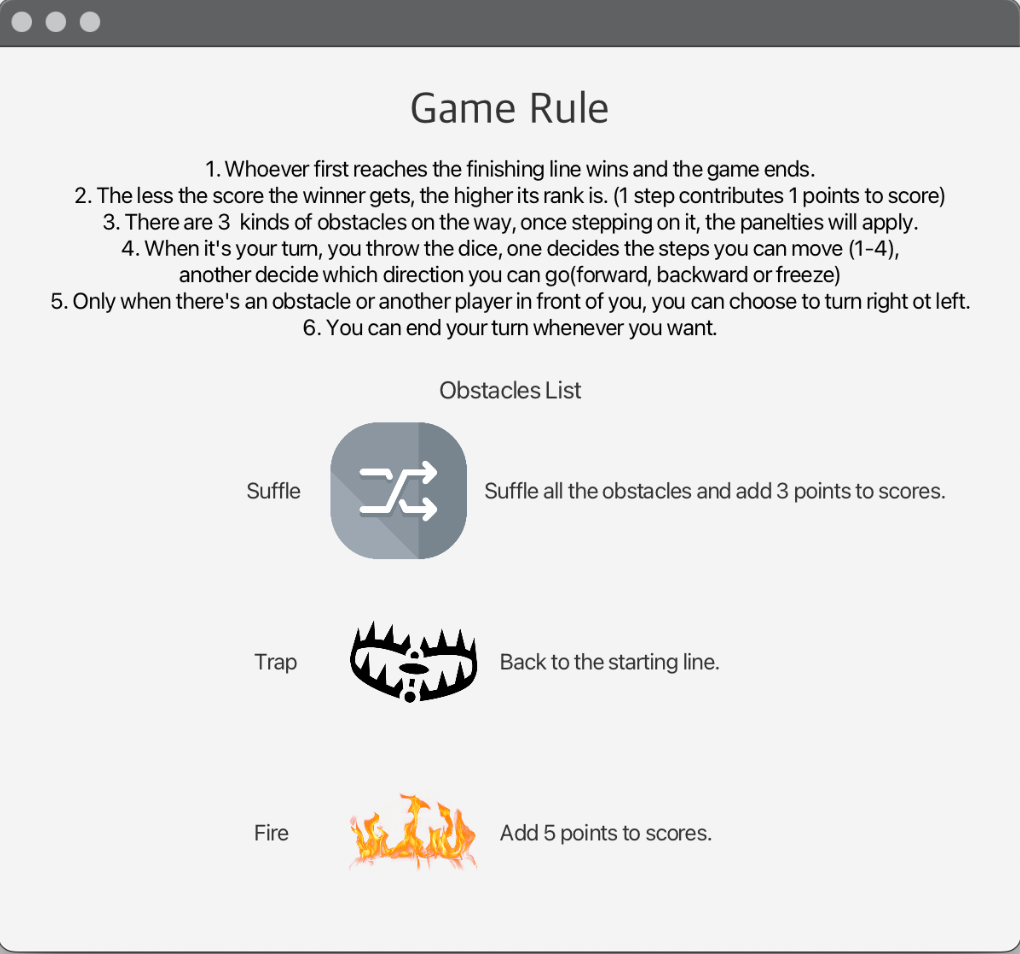 Game Rule
1. Whoever first reaches the finishing line wins and the game ends.
2. The less the score the winner gets, the higher its rank is. (1 step contributes 1 points to score)
3. There are 3  kinds of obstacles on the way, once stepping on it, the panelties will apply.
4. When it's your turn, you throw the dice, one decides the steps you can move (1-4),
another decide which direction you can go(forward, backward or freeze)
5. Only when there's an obstacle or another player in front of you, you can choose to turn right ot left.
6. You can end your turn whenever you want.
Obstacles List
Suffle Suffle all the obstacles and add 3 points to scores.
Trap Back to the starting line.
Fire Add 5 points to scores.